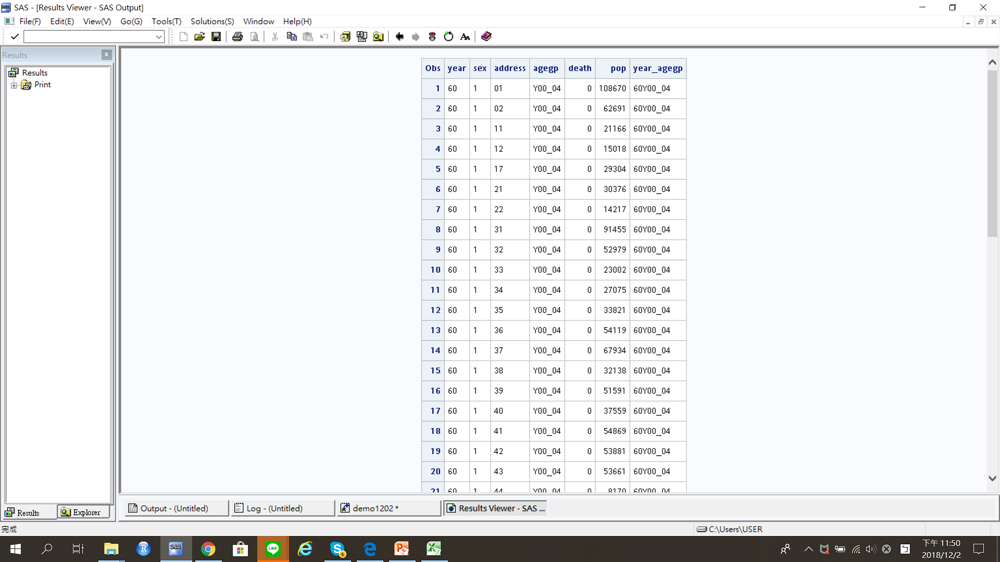 SAS - [Results Viewer - SAS Output]
File(F) Edit(E) View(V) Go(G) Tools(T) Solutions(S) Window Help(H)
Results
Results
Print
Obs year sex address agegp death pop year_agegp
1 60 1 01 Y00_04 0 108670 60Y00_04
2 60 1 02 Y00_04 0 62691 60Y00_04
3 60 1 11 Y00_04 0 21166 60Y00_04
4 60 1 12 Y00_04 0 15018 60Y00_04
5 60 1 17 Y00_04 0 29304 60Y00_04
6 60 1 21 Y00_04 0 30376 60Y00_04
7 60 1 22 Y00_04 0 14217 60Y00_04
8 60 1 31 Y00_04 0 91455 60Y00_04
9 60 1 32 Y00_04 0 52979 60Y00_04
10 60 1 33 Y00_04 0 23002 60Y00_04
11 60 1 34 Y00_04 0 27075 60Y00_04
12 60 1 35 Y00_04 0 33821 60Y00_04
13 60 1 36 Y00_04 0 54119 60Y00_04
14 60 1 37 Y00_04 0 67934 60Y00_04
15 60 1 38 Y00_04 0 32138 60Y00_04
16 60 1 39 Y00_04 0 51591 60Y00_04
17 60 1 40 Y00_04 0 37559 60Y00_04
18 60 1 41 Y00_04 0 54869 60Y00_04
19 60 1 42 Y00_04 0 53881 60Y00_04
20 60 1 43 Y00_04 0 53661 60Y00_04
21 60 1 44 Y00_04 0 8170 60Y00_04
Results Explorer
Output - (Untitled) Log - (Untitled) demo1202 * Results Viewer - SAS ...
完成
C:\Users\USER
下午 11:50
2018/12/2